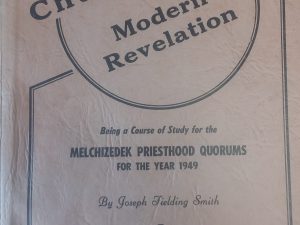 Modern
Revelation
Being a Course of Study for the
MELCHIZEDEK PRIESTHOOD QUORUMS
FOR THE YEAR 1949
By Joseph Fielding Smith